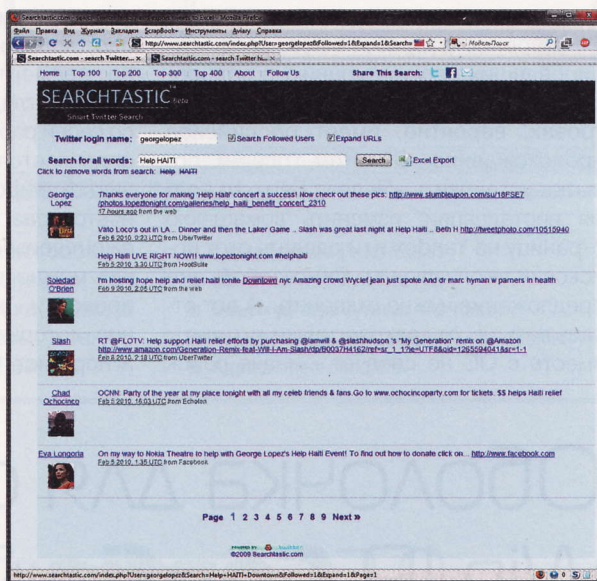 Searchtastic.com - search Twitter history and Export tweets to Excel - Mozilla Firefox
Файл Правка Вид Журнал Закладки ScrapBook+ Инструменты Aviary Справка
http://www.searchtastic.com/index.php?User=georgelopez&Followed=1&Expand=1&Search=
Мобител/Поиск
Searchtastic.com - search Twitter... Searchtastic.com - search Twitter hi...
Home Top 100 Top 200 Top 300 Top 400 About Follow Us Share This Search:
SEARCHTASTIC Beta
Smart Twitter Search
Twitter login name: georgelopez Search Followed Users Expand URLs
Search for all words: Help HAITI Search Excel Export
Click to remove words from search: Help HAITI
George Lopez
Thanks everyone for making 'Help Haiti' concert a success! Now check out these pics: http://www.stumbleupon.com/su/18FSE7
/photos.lopeztonight.com/galleries/help_haiti_benefit_concert_2310
17 hours ago from the web
Vato Loco's out in LA... Dinner and then the Laker Game .. Slash was great last night at Help Haiti .. Beth H http://tweetphoto.com/10515940
Feb 6 2010, 0:23 UTC from UberTwitter
Help Haiti LIVE RIGHT NOW!! www.lopeztonight.com #helphaiti
Feb 5 2010, 3:30 UTC from HootSuite
Soledad O'Brien
I'm hosting hope help and relief haiti tonite Downtown nyc Amazing crowd Wyclef jean just spoke And dr marc hyman w partners in health
Feb 6 2010, 2:05 UTC from the web
Slash
RT @FLOTV: Help support Haiti relief efforts by purchasing @iamwill & @slashhudson 's "My Generation" remix on @Amazon
http://www.amazon.com/Generation-Remix-feat-Will-I-Am-Slash/dp/B0037H4162/ref=sr_1_1?ie=UTF8&qid=1265594041&sr=1-1
Feb 8 2010, 2:18 UTC from UberTwitter
Chad Ochocinco
OCNN: Party of the year at my place tonight with all my celeb friends & fans.Go to www.ochocincoparty.com for tickets. $$ helps Haiti relief
Feb 5 2010, 16:03 UTC from Echofon
Eva Longoria
On my way to Nokia Theatre to help with George Lopez's Help Haiti Event! To find out how to donate click on... http://www.facebook.com
Feb 5 2010, 1:35 UTC from Facebook
Page 1 2 3 4 5 6 7 8 9 Next »
©2009 Searchtastic.com
http://www.searchtastic.com/index.php?User=georgelopez&Search=Help+HAITI+Downtown&Followed=1&Expand=1&Page=1